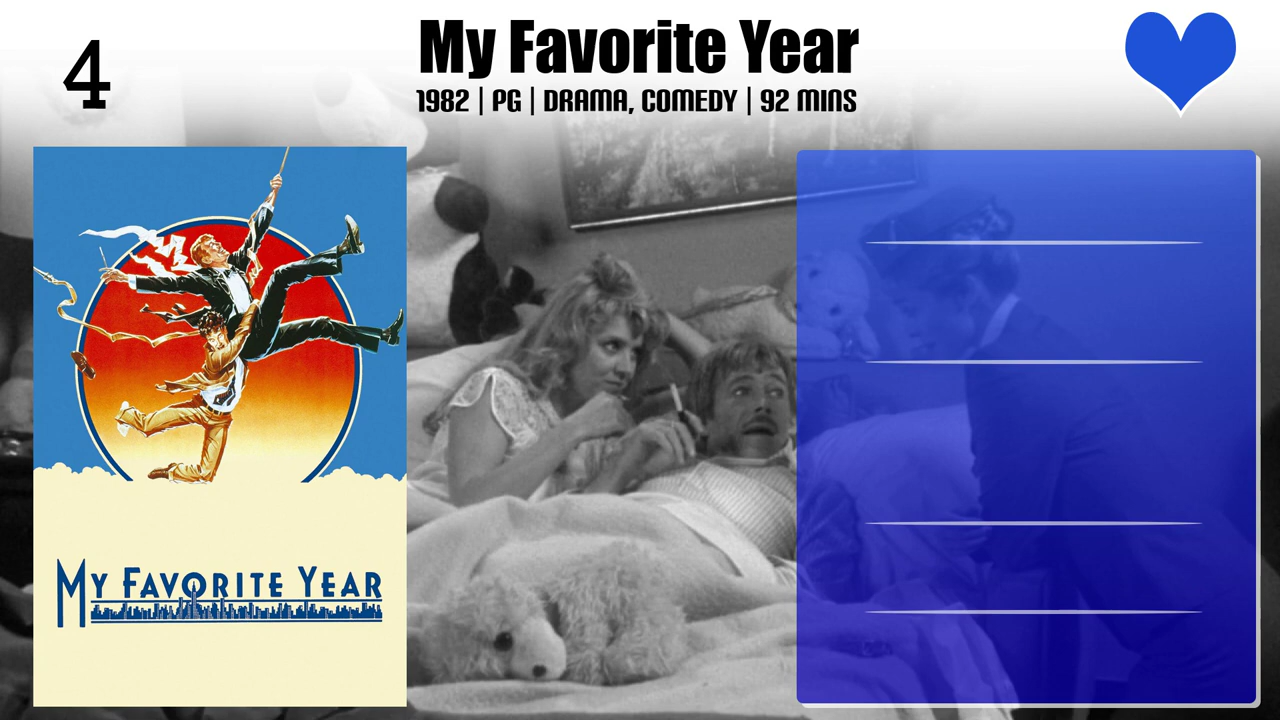 4
My Favorite Year
1982 | PG | DRAMA, COMEDY | 92 MINS
MY FAVORITE YEAR